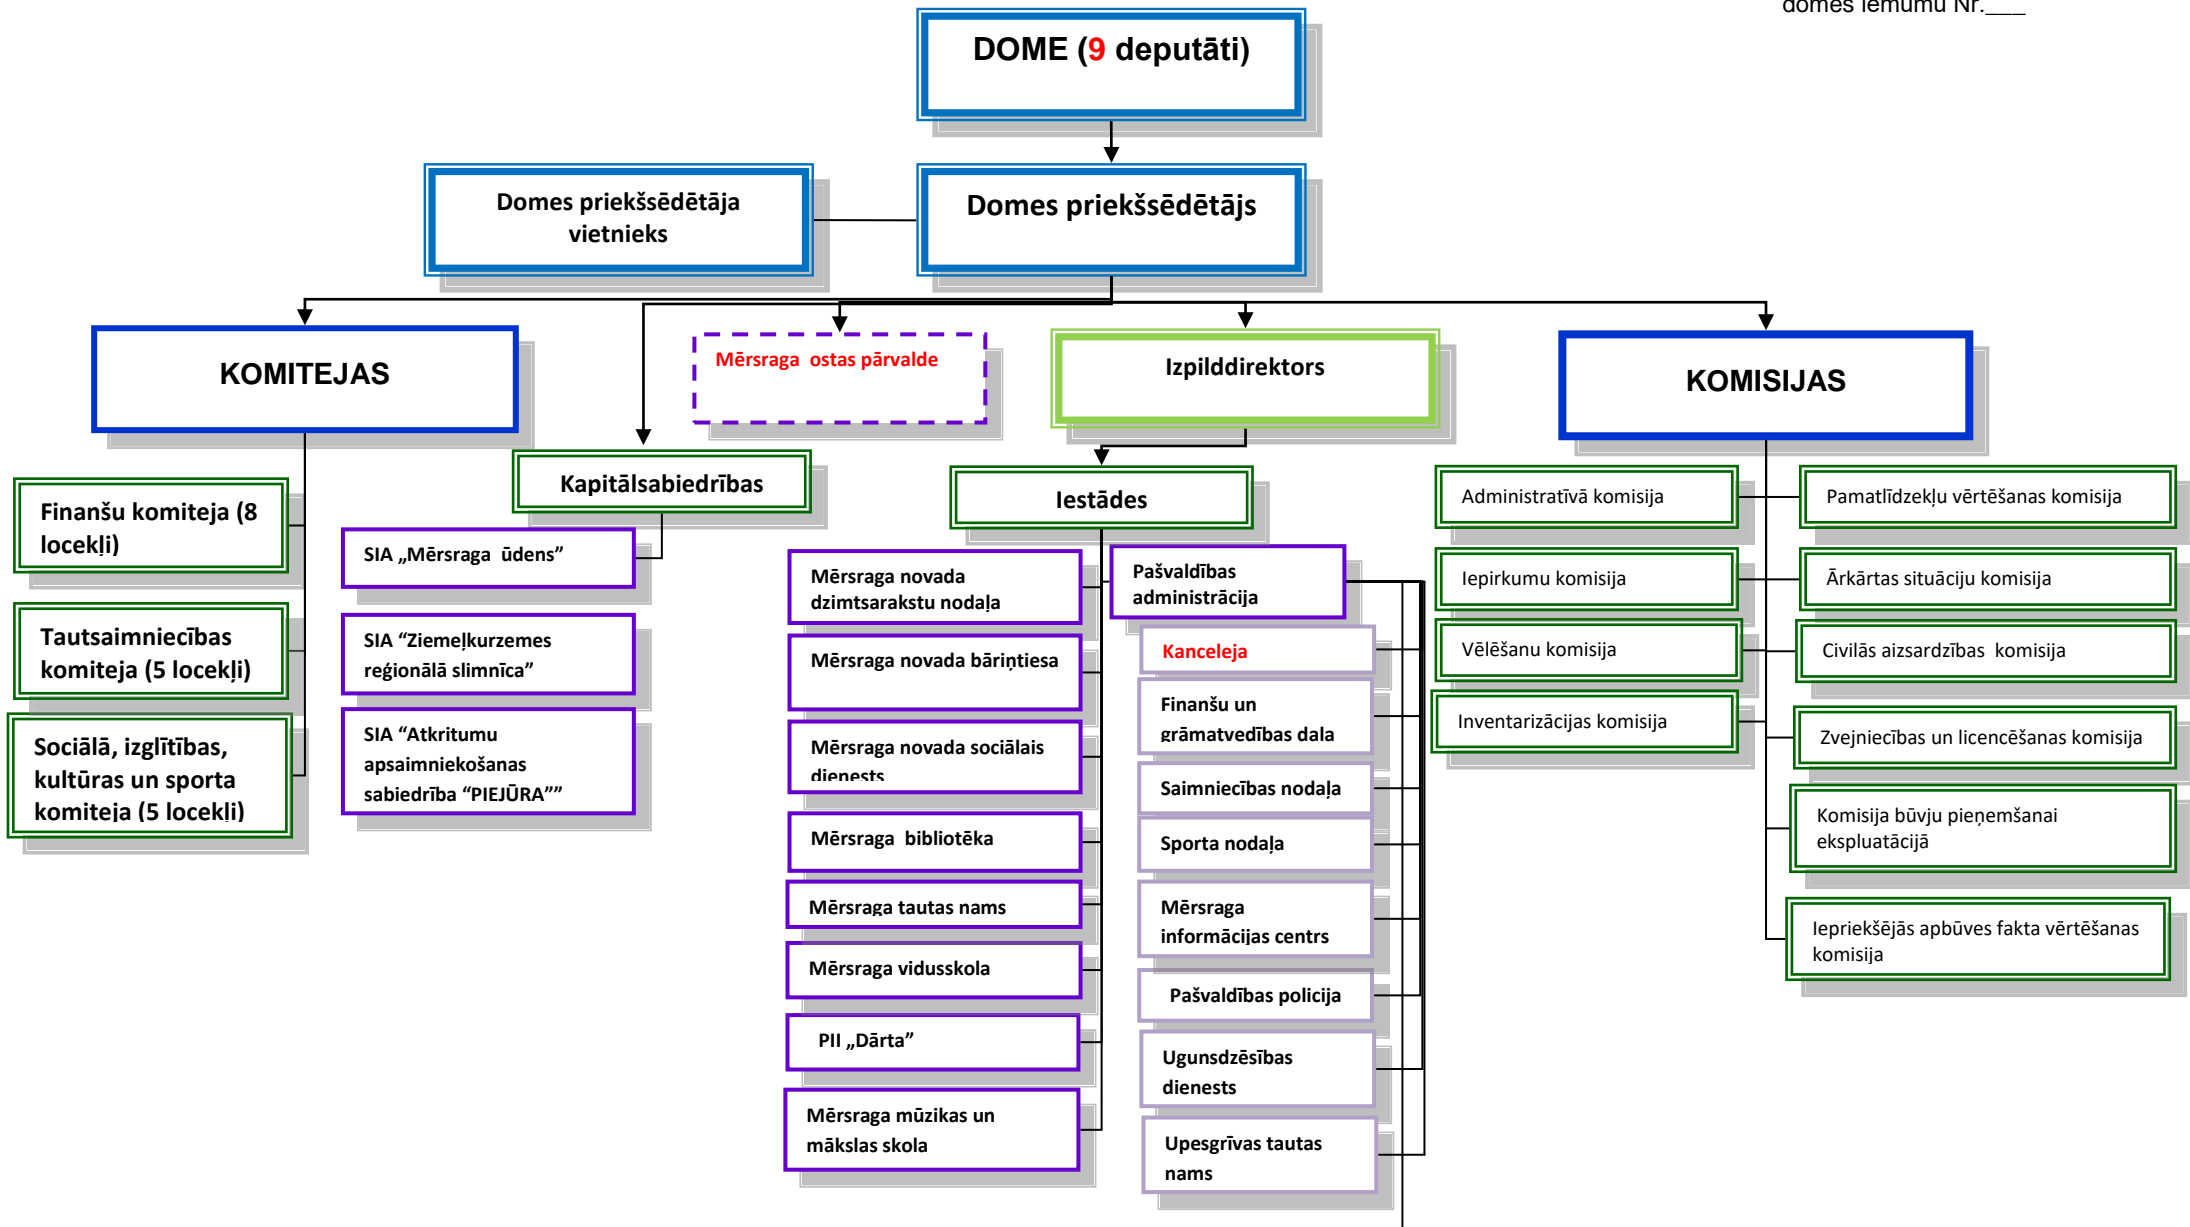 domes lēmumu Nr.___
DOME (9 deputāti)
Domes priekšsēdētāja
vietnieks
Domes priekšsēdētājs
KOMITEJAS
Mērsraga  ostas pārvalde
Izpilddirektors
KOMISIJAS
Finanšu komiteja (8
locekļi)
Tautsaimniecības
komiteja (5 locekļi)
Sociālā, izglītības,
kultūras un sporta
komiteja (5 locekļi)
Kapitālsabiedrības
SIA „Mērsraga  ūdens”
SIA “Ziemeļkurzemes
reģionālā slimnīca”
SIA “Atkritumu
apsaimniekošanas
sabiedrība “PIEJŪRA””
Iestādes
Mērsraga novada
dzimtsarakstu nodaļa
Mērsraga novada bāriņtiesa
Mērsraga novada sociālais
dienests
Mērsraga  bibliotēka
Mērsraga tautas nams
Mērsraga vidusskola
PII „Dārta”
Mērsraga mūzikas un
mākslas skola
Pašvaldības
administrācija
Kanceleja
Finanšu un
grāmatvedības daļa
Saimniecības nodaļa
Sporta nodaļa
Mērsraga
informācijas centrs
Pašvaldības policija
Ugunsdzēsības
dienests
Upesgrīvas tautas
nams
Administratīvā komisija
Iepirkumu komisija
Vēlēšanu komisija
Inventarizācijas komisija
Pamatlīdzekļu vērtēšanas komisija
Ārkārtas situāciju komisija
Civilās aizsardzības  komisija
Zvejniecības un licencēšanas komisija
Komisija būvju pieņemšanai
ekspluatācijā
Iepriekšējās apbūves fakta vērtēšanas
komisija